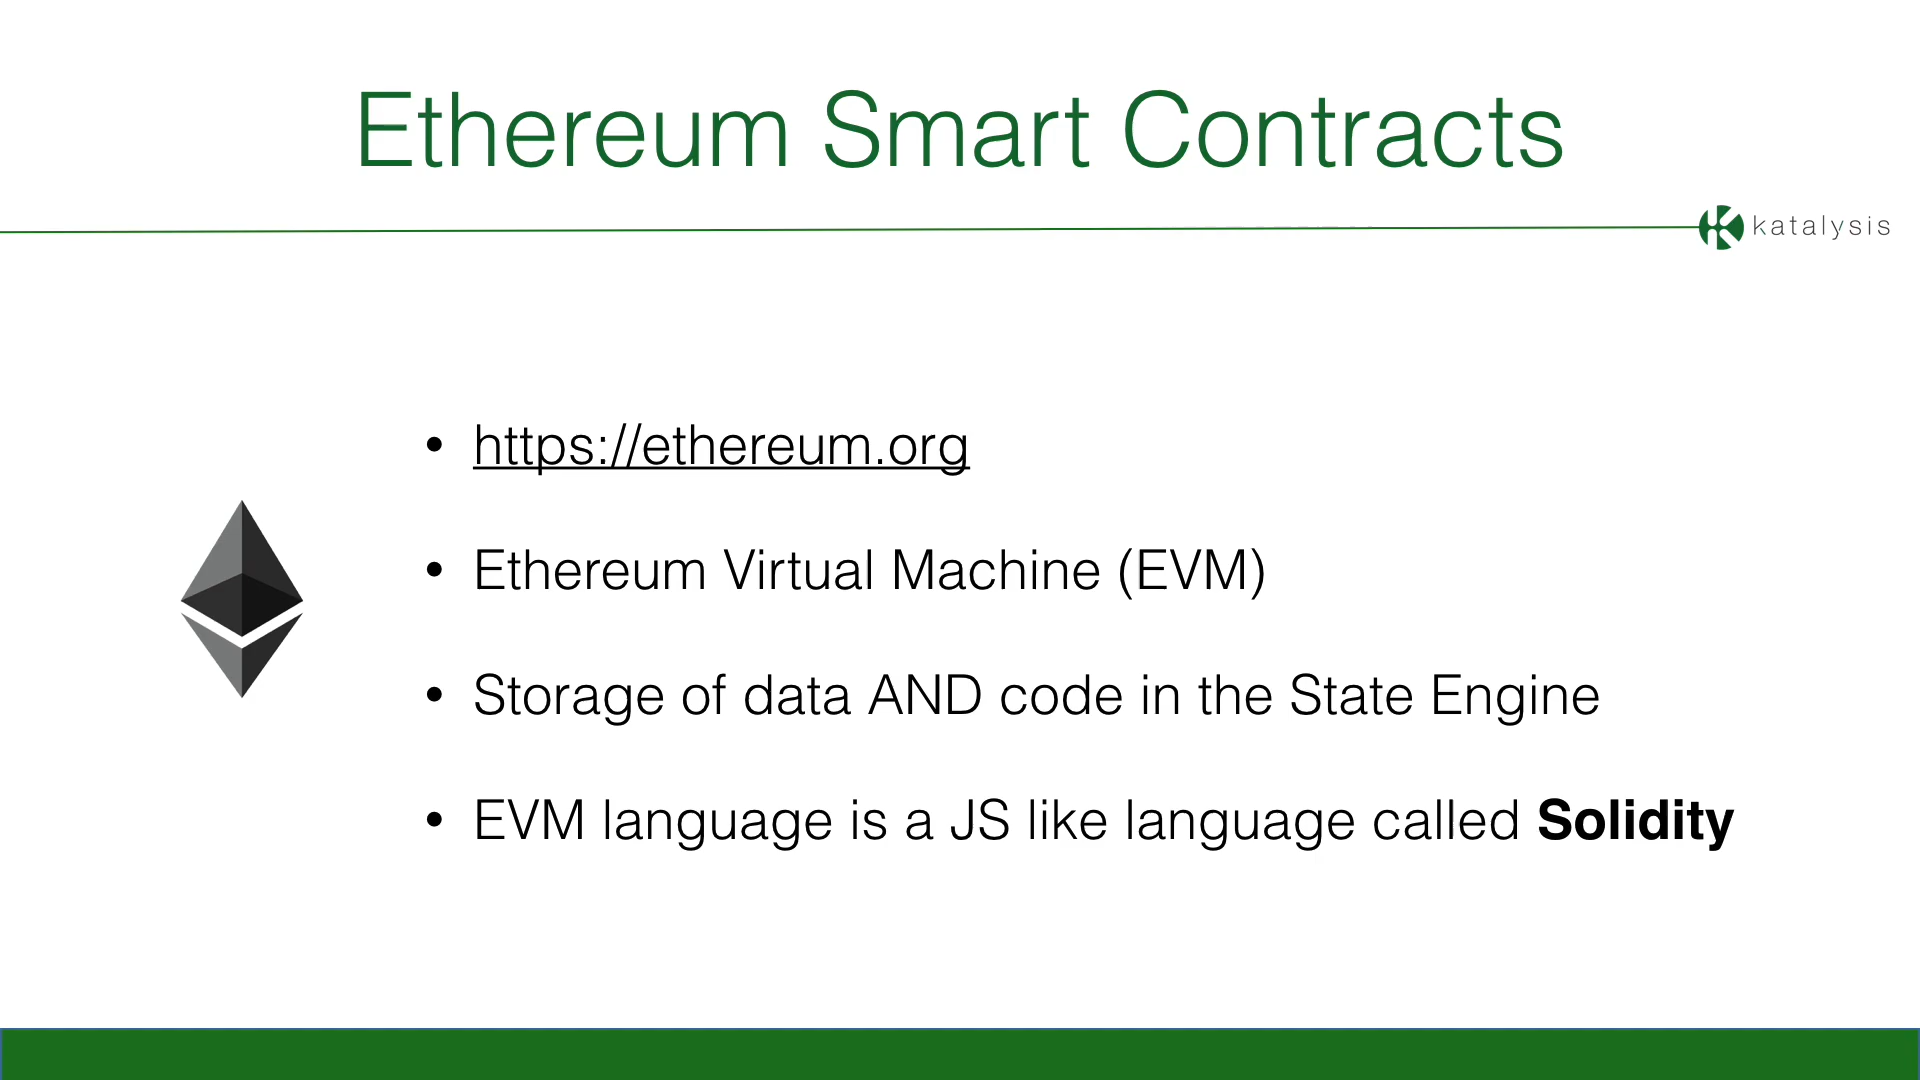 Ethereum Smart Contracts
katalysis
• https://ethereum.org
• Ethereum Virtual Machine (EVM)
• Storage of data AND code in the State Engine
• EVM language is a JS like language called Solidity